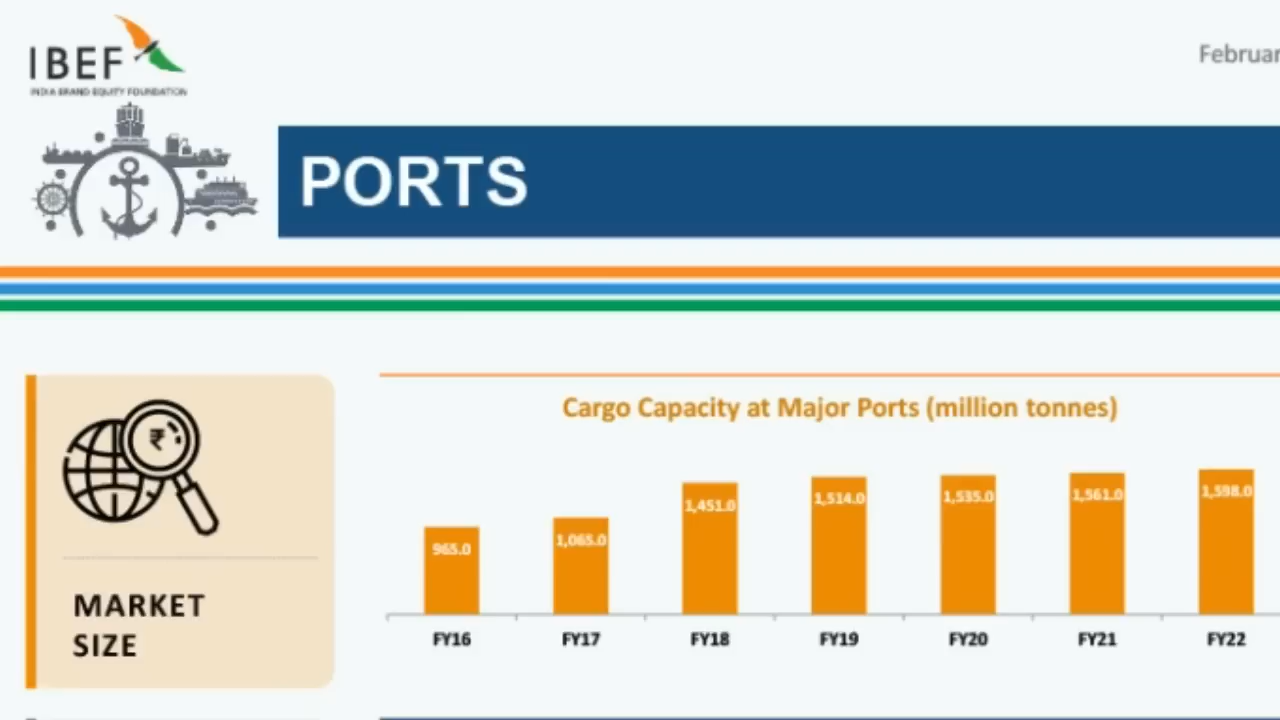 IBEF
INDIA BRAND EQUITY FOUNDATION
Februar
PORTS
₹
MARKET
SIZE
Cargo Capacity at Major Ports (million tonnes)
965.0 1,065.0 1,451.0 1,514.0 1,535.0 1,561.0 1,598.0
FY16 FY17 FY18 FY19 FY20 FY21 FY22